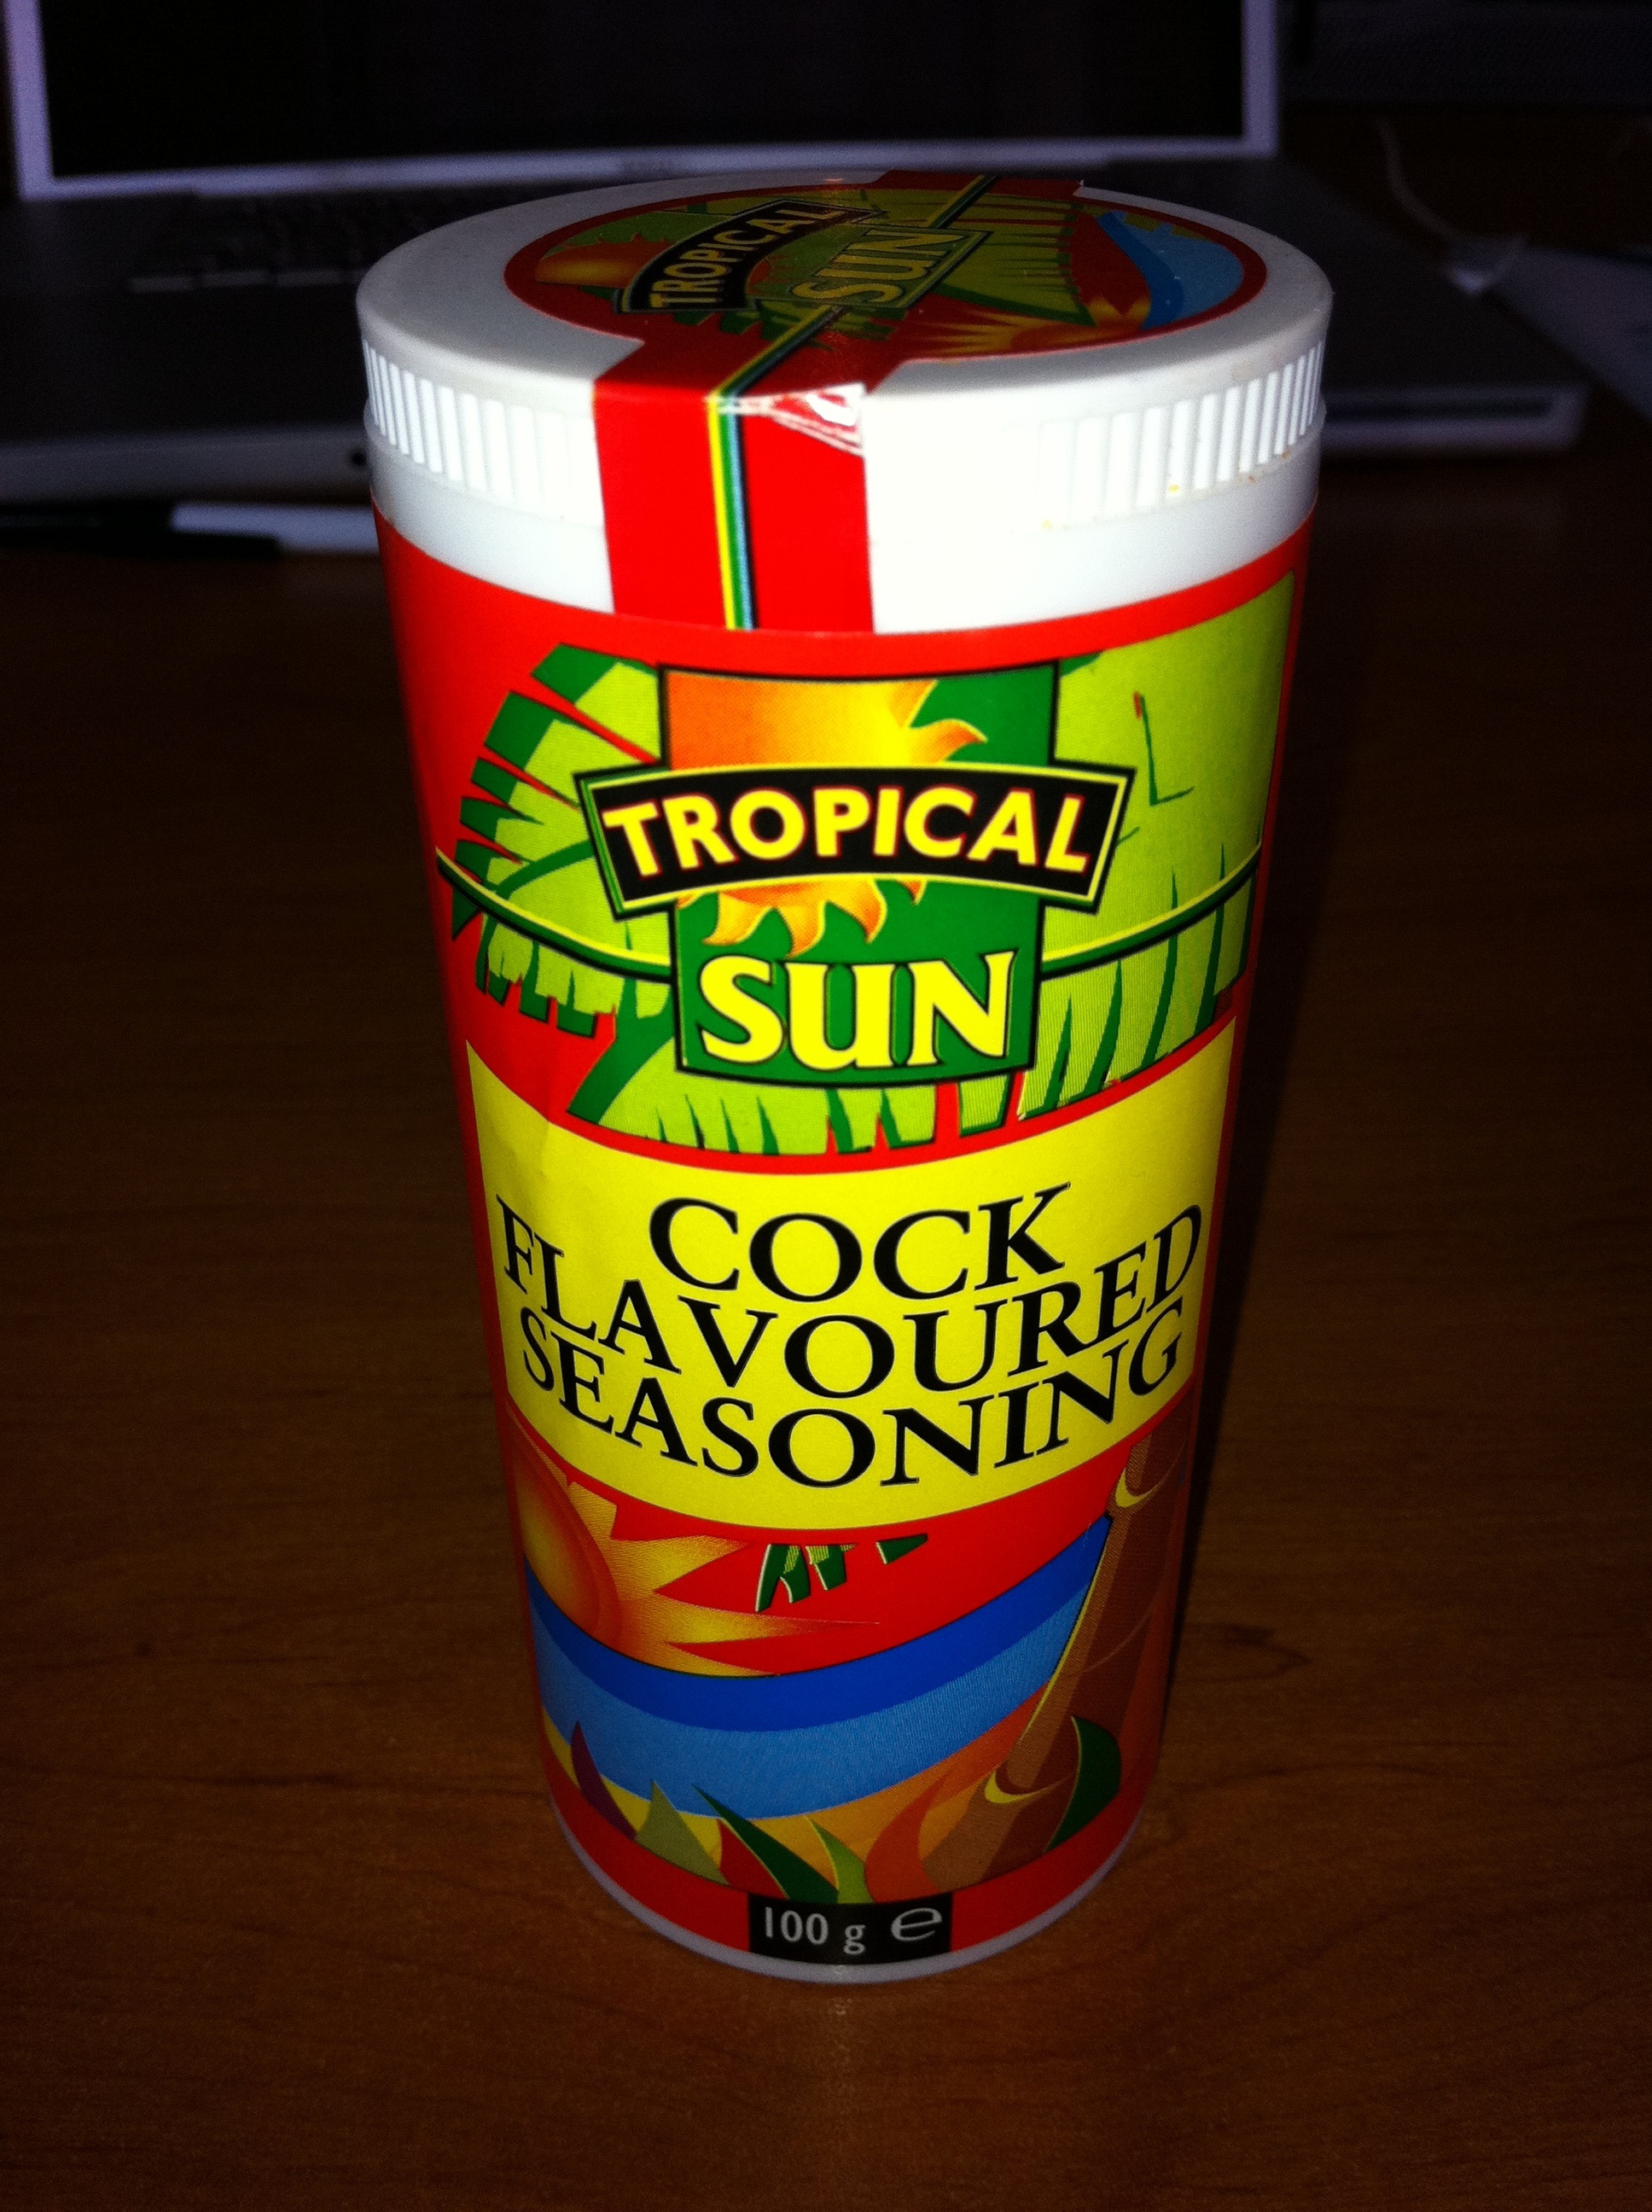 TROPICAL
SUN
TROPICAL
SUN
COCK
FLAVOURED
SEASONING
100 g e